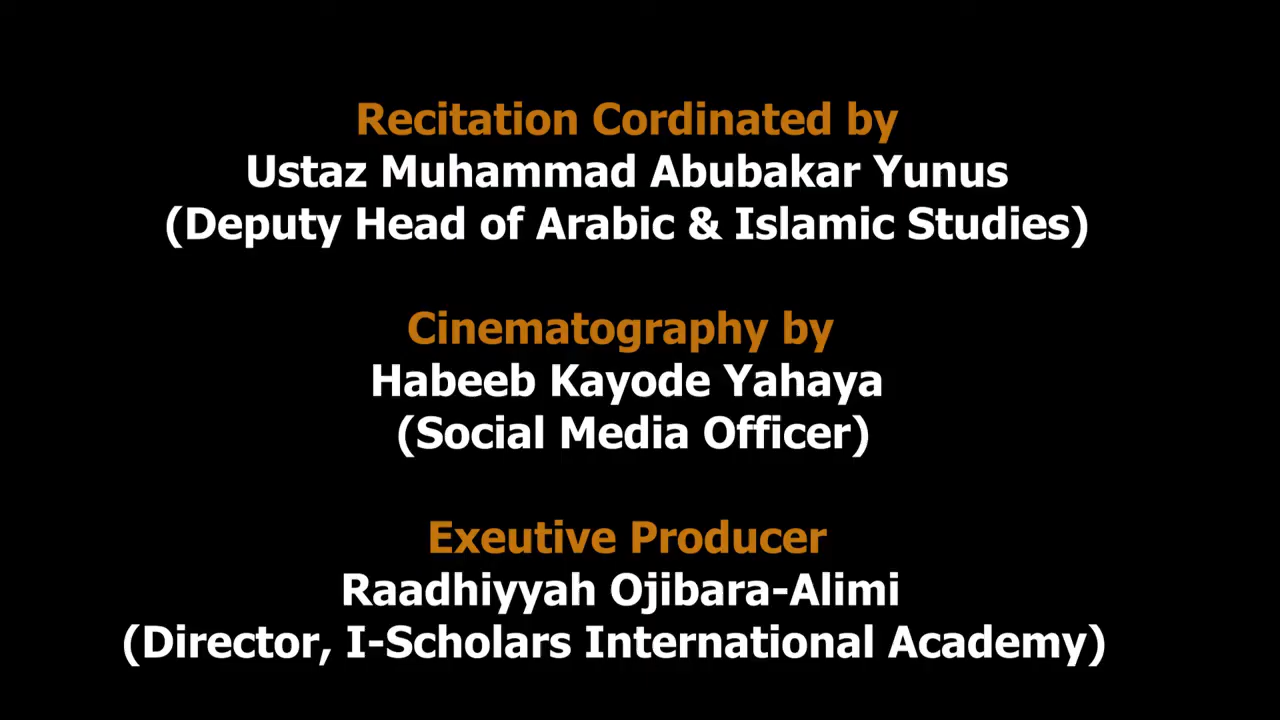 Recitation Cordinated by
Ustaz Muhammad Abubakar Yunus
(Deputy Head of Arabic & Islamic Studies)
Cinematography by
Habeeb Kayode Yahaya
(Social Media Officer)
Exeutive Producer
Raadhiyyah Ojibara-Alimi
(Director, I-Scholars International Academy)